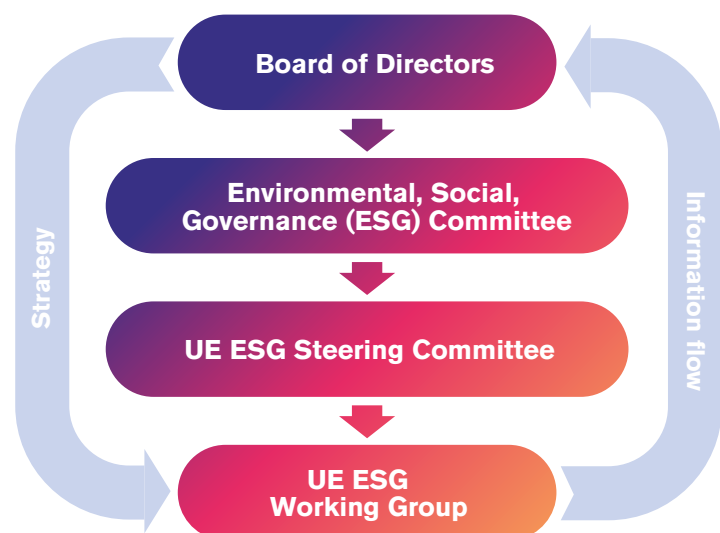 Board of Directors
Environmental, Social,
Governance (ESG) Committee
UE ESG Steering Committee
UE ESG
Working Group
Strategy
Information flow